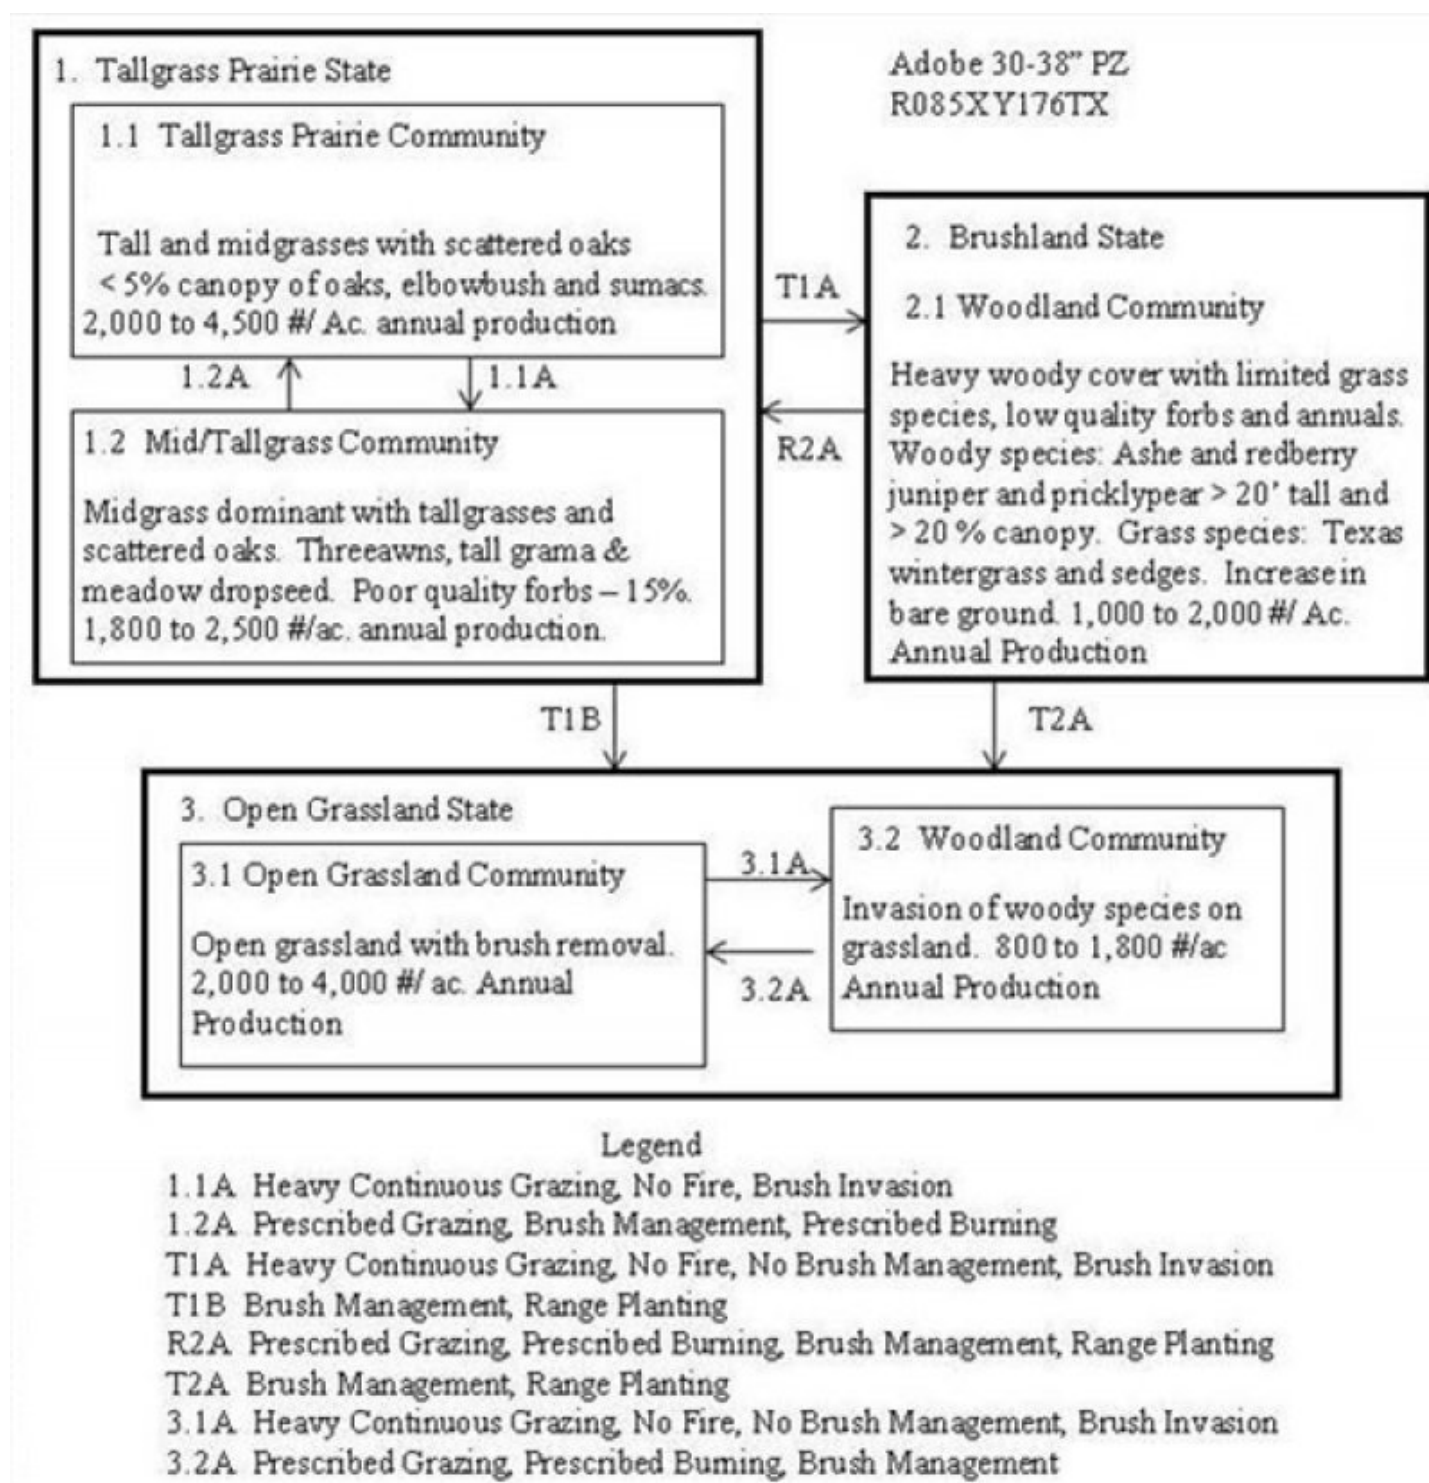 1. Tallgrass Prairie State
1.1 Tallgrass Prairie Community
Tall and midgrasses with scattered oaks
< 5% canopy of oaks, elbowbush and sumacs.
2,000 to 4,500 #/ Ac. annual production
1.2A
1.1A
1.2 Mid/Tallgrass Community
Midgrass dominant with tallgrasses and
scattered oaks. Threeawns, tall grama &
meadow dropseed. Poor quality forbs – 15%.
1,800 to 2,500 #/ac. annual production.
Adobe 30-38” PZ
R085XY176TX
T1A
R2A
2. Brushland State
2.1 Woodland Community
Heavy woody cover with limited grass
species, low quality forbs and annuals.
Woody species: Ashe and redberry
juniper and pricklypear > 20’ tall and
> 20 % canopy. Grass species: Texas
wintergrass and sedges. Increase in
bare ground. 1,000 to 2,000 #/ Ac.
Annual Production
T1B
T2A
3. Open Grassland State
3.1 Open Grassland Community
Open grassland with brush removal.
2,000 to 4,000 #/ ac. Annual
Production
3.1A
3.2A
3.2 Woodland Community
Invasion of woody species on
grassland. 800 to 1,800 #/ac
Annual Production
Legend
1.1A Heavy Continuous Grazing, No Fire, Brush Invasion
1.2A Prescribed Grazing, Brush Management, Prescribed Burning
T1A Heavy Continuous Grazing, No Fire, No Brush Management, Brush Invasion
T1B Brush Management, Range Planting
R2A Prescribed Grazing, Prescribed Burning, Brush Management, Range Planting
T2A Brush Management, Range Planting
3.1A Heavy Continuous Grazing, No Fire, No Brush Management, Brush Invasion
3.2A Prescribed Grazing, Prescribed Burning, Brush Management